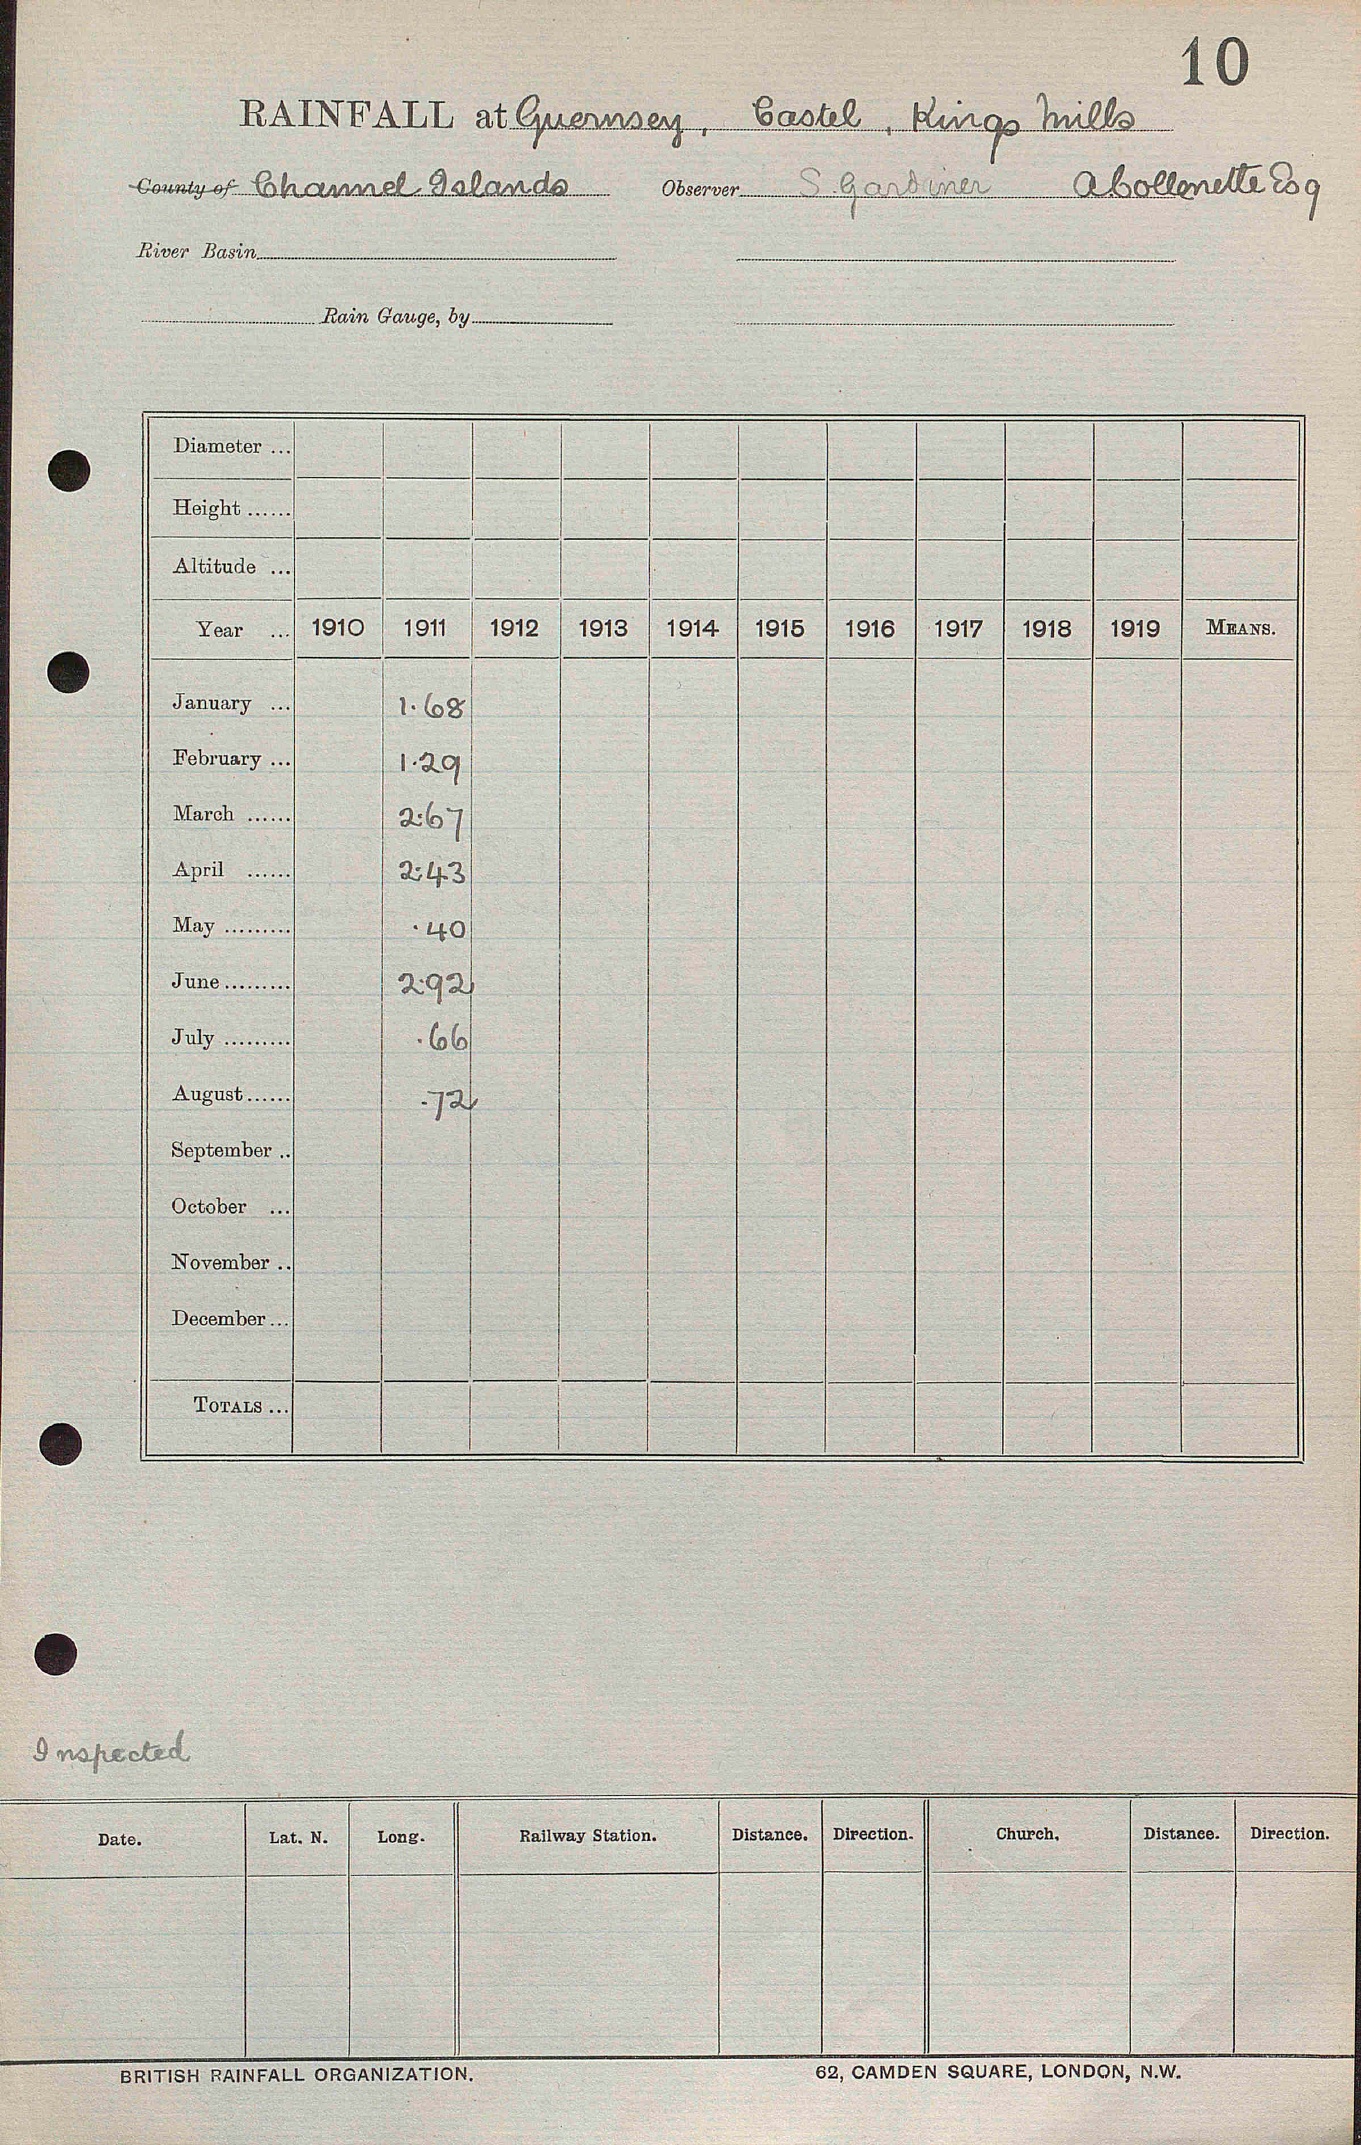 10
RAINFALL at Guernsey, Castel, Kings Mills
County of Channel Islands Observer S. Gardiner A Collenette Esq
River Basin
Rain Gauge, by
Diameter ...
Height ......
Altitude ...
Year ... 1910 1911 1912 1913 1914 1915 1916 1917 1918 1919 MEANS.
January ... 1.68
February ... 1.29
March ...... 2.67
April ...... 2.43
May ......... .40
June ......... 2.92
July ......... .66
August ...... .72
September ..
October ...
November ..
December ...
TOTALS ...
Inspected
Date. Lat. N. Long. Railway Station. Distance. Direction. Church. Distance. Direction.
BRITISH RAINFALL ORGANIZATION. 62, CAMDEN SQUARE, LONDON, N.W.